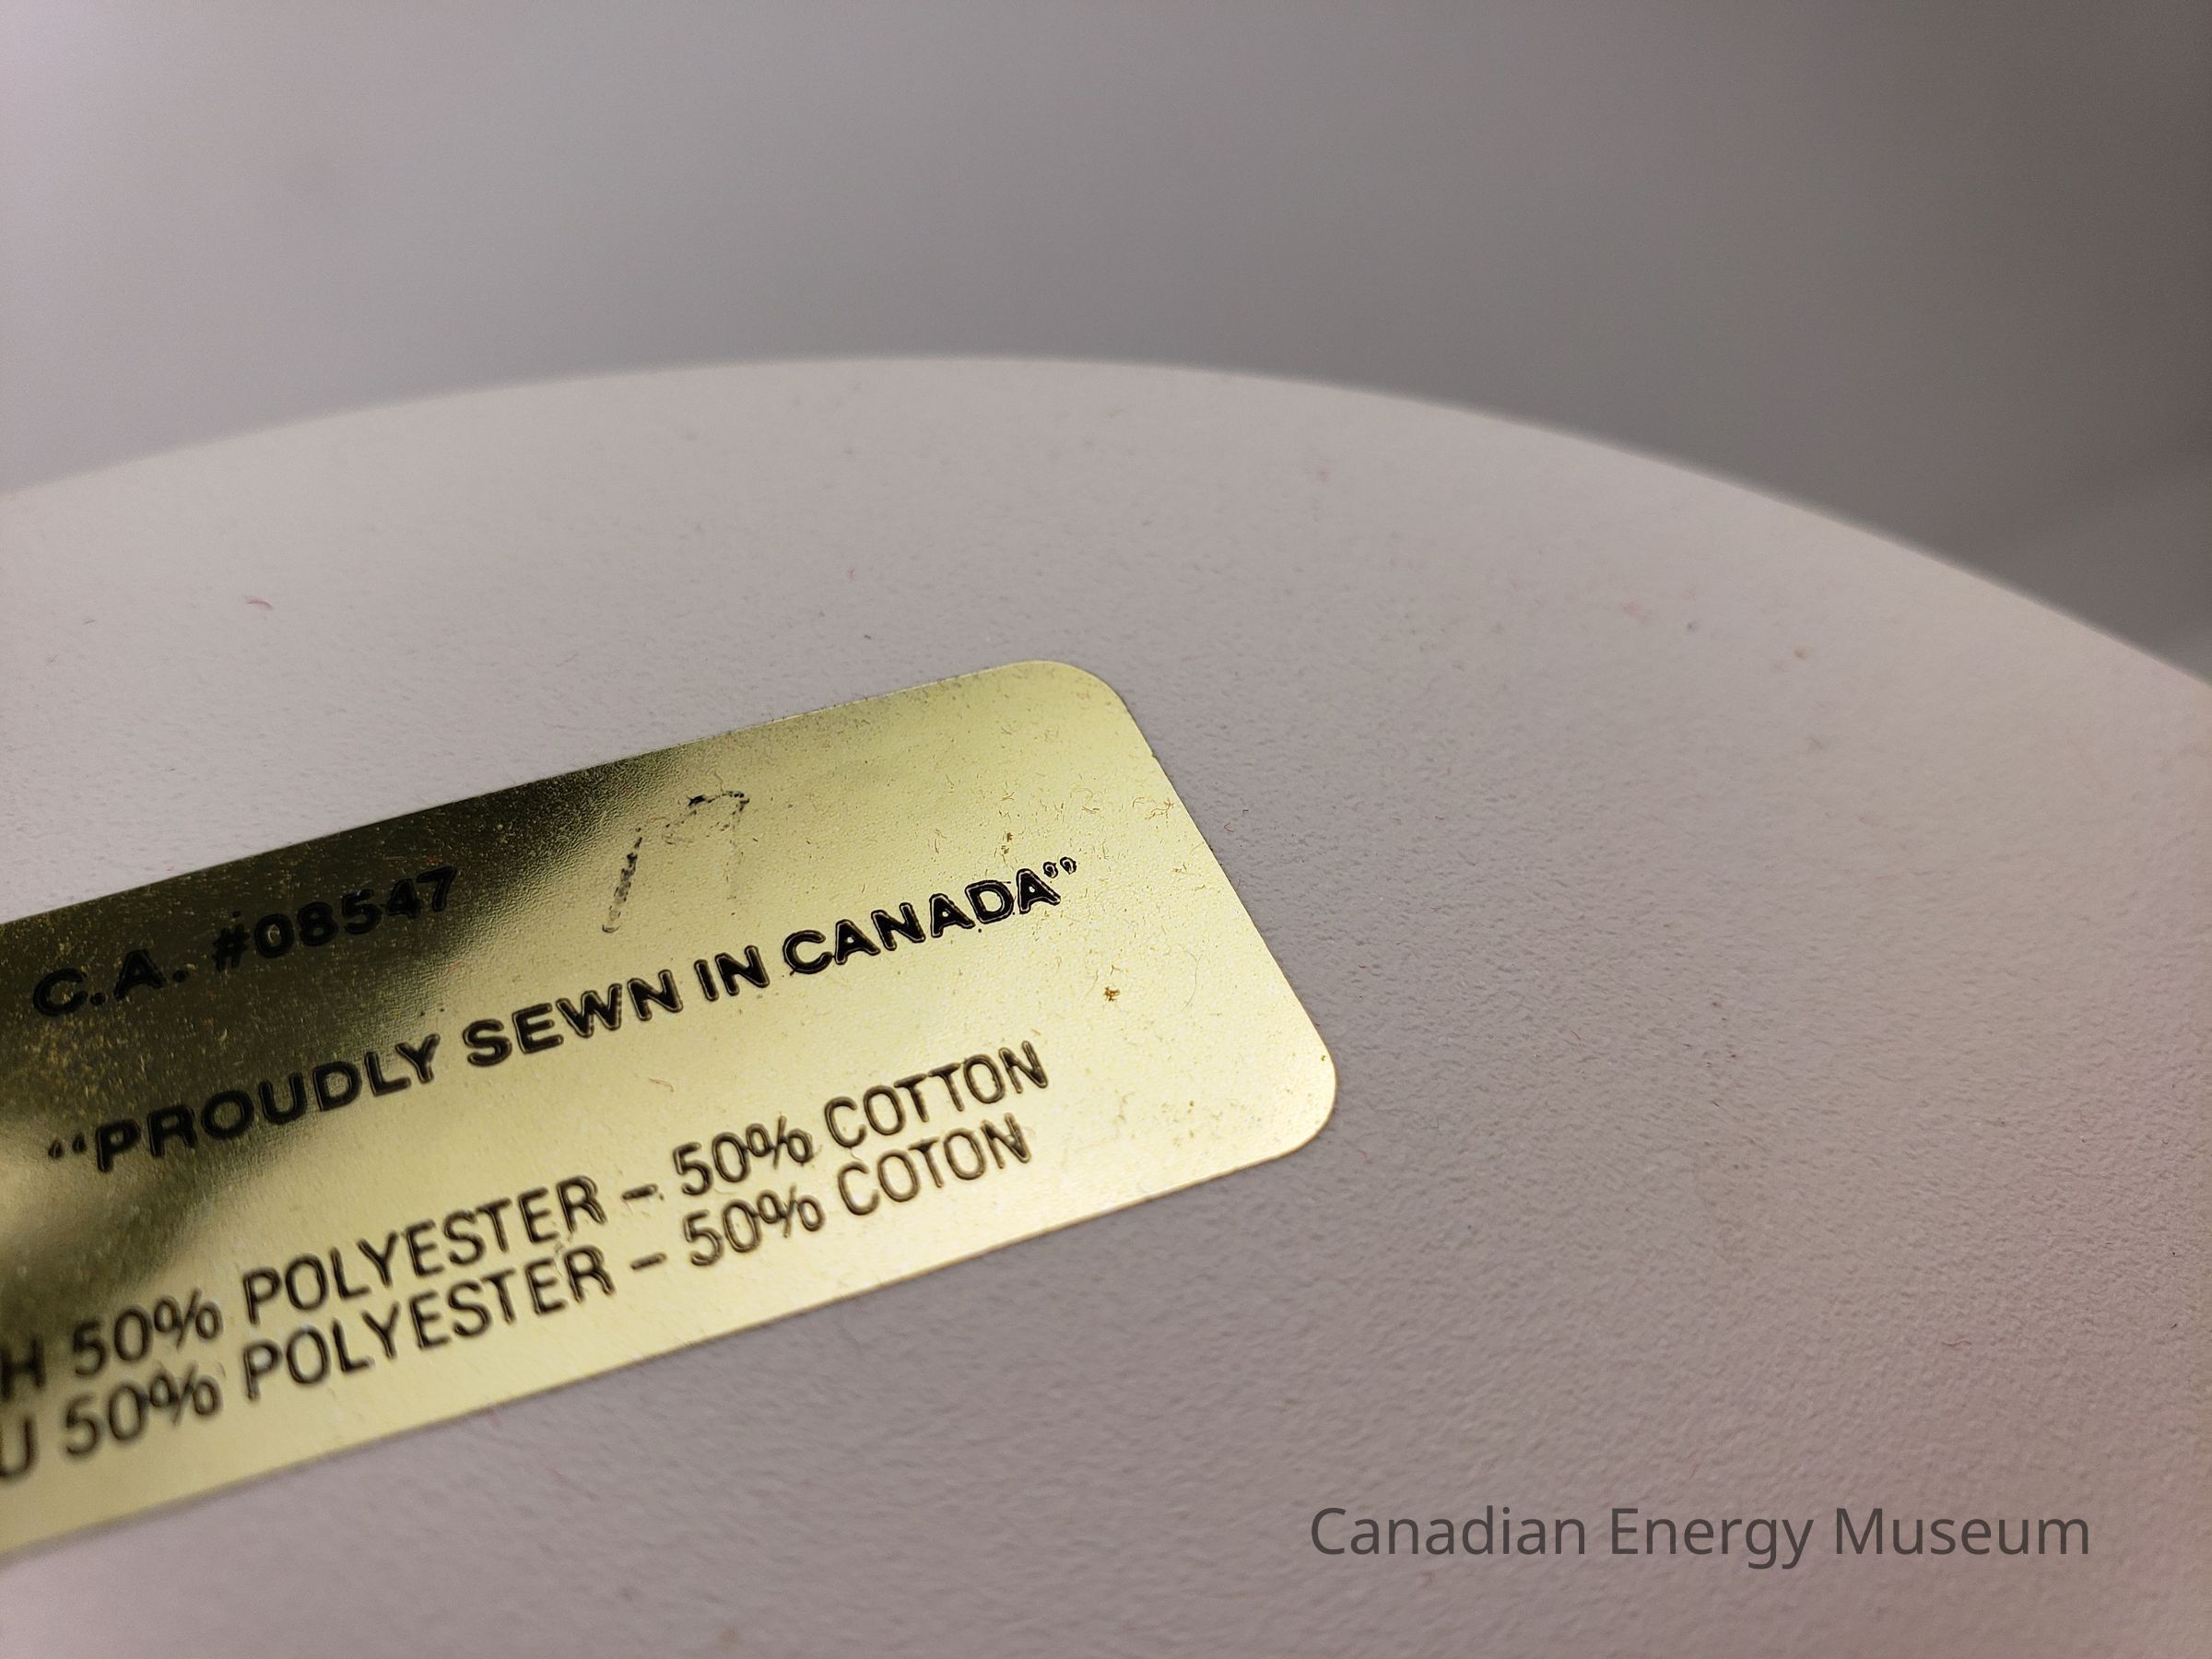 C.A. #08547
“PROUDLY SEWN IN CANADA”
H 50% POLYESTER – 50% COTTON
U 50% POLYESTER – 50% COTON
Canadian Energy Museum